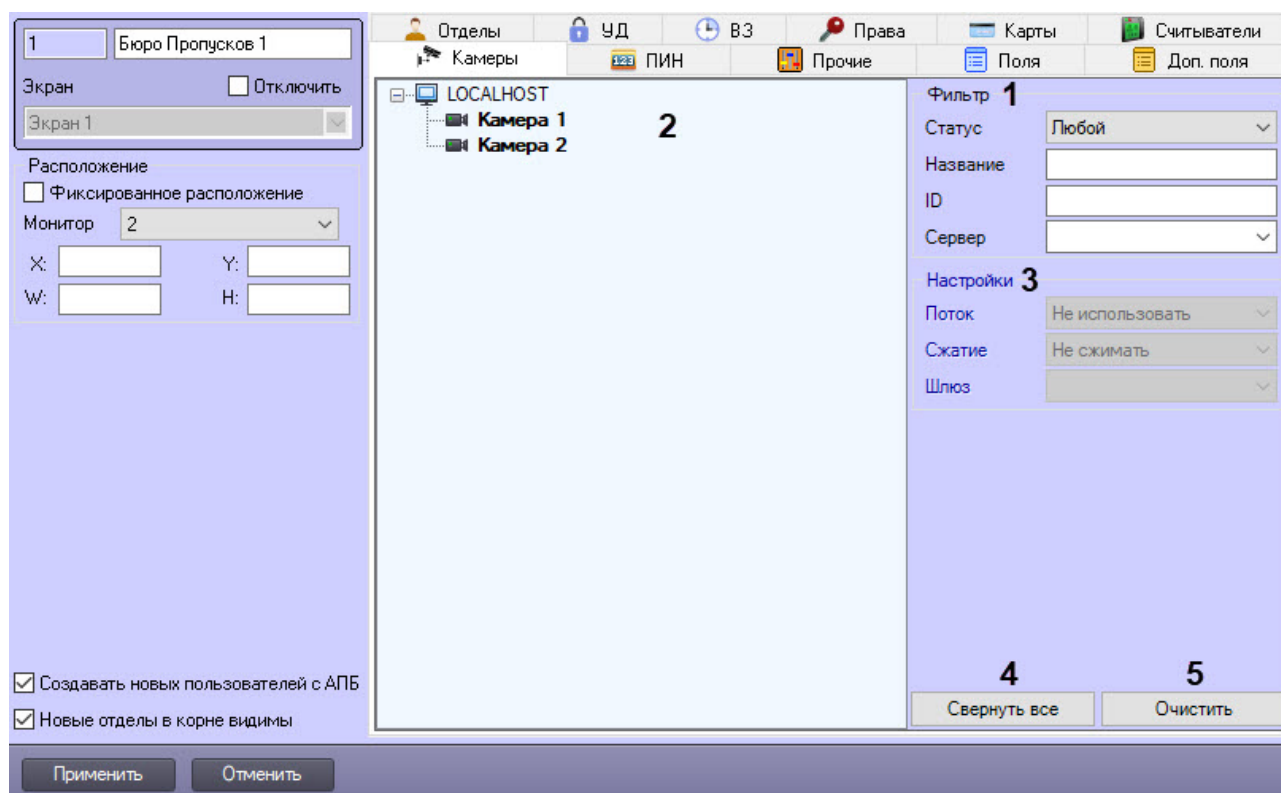 1 Бюро Пропусков 1
Экран Отключить
Экран 1
Расположение
Фиксированное расположение
Монитор 2
X: Y:
W: H:
Создавать новых пользователей с АПБ
Новые отделы в корне видимы
Применить Отменить
Отделы УД ВЗ Права Карты Считыватели
Камеры 123 ПИН Прочие Поля Доп. поля
LOCALHOST
Камера 1
Камера 2
2
Фильтр 1
Статус Любой
Название
ID
Сервер
Настройки 3
Поток Не использовать
Сжатие Не сжимать
Шлюз
4 5
Свернуть все Очистить